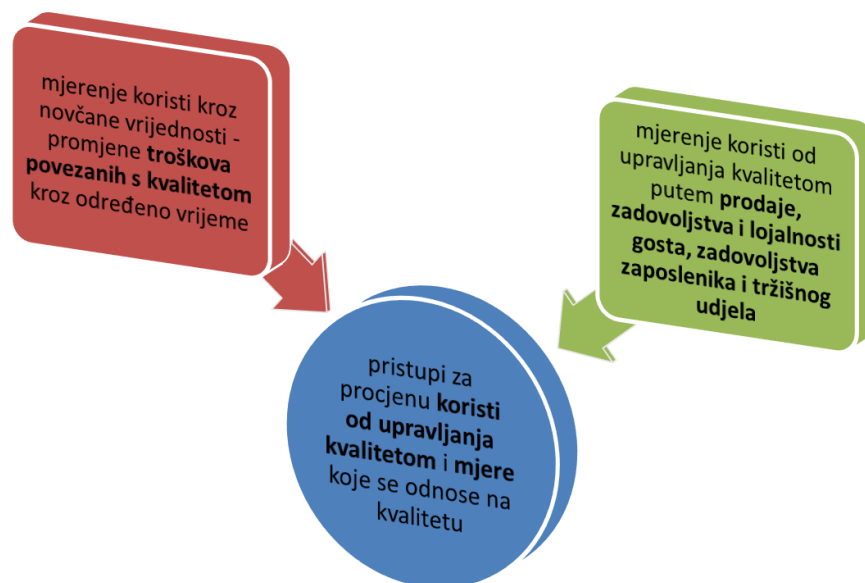 mjerenje koristi kroz
novčane vrijednosti -
promjene troškova
povezanih s kvalitetom
kroz određeno vrijeme
mjerenje koristi od
upravljanja kvalitetom
putem prodaje,
zadovoljstva i lojalnosti
gosta, zadovoljstva
zaposlenika i tržišnog
udjela
pristupi za
procjenu koristi
od upravljanja
kvalitetom i mjere
koje se odnose na
kvalitetu